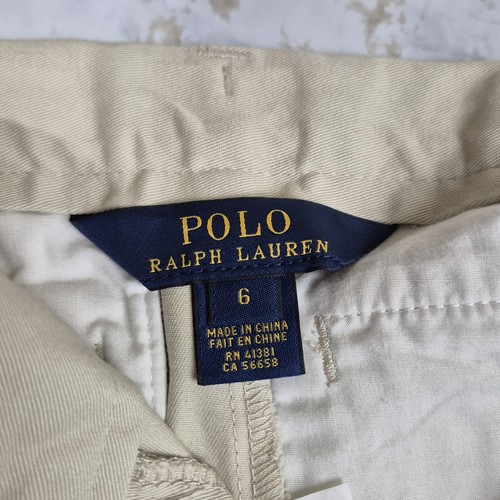 POLO
RALPH LAUREN
6
MADE IN CHINA
FAIT EN CHINE
RN 41381
CA 56658